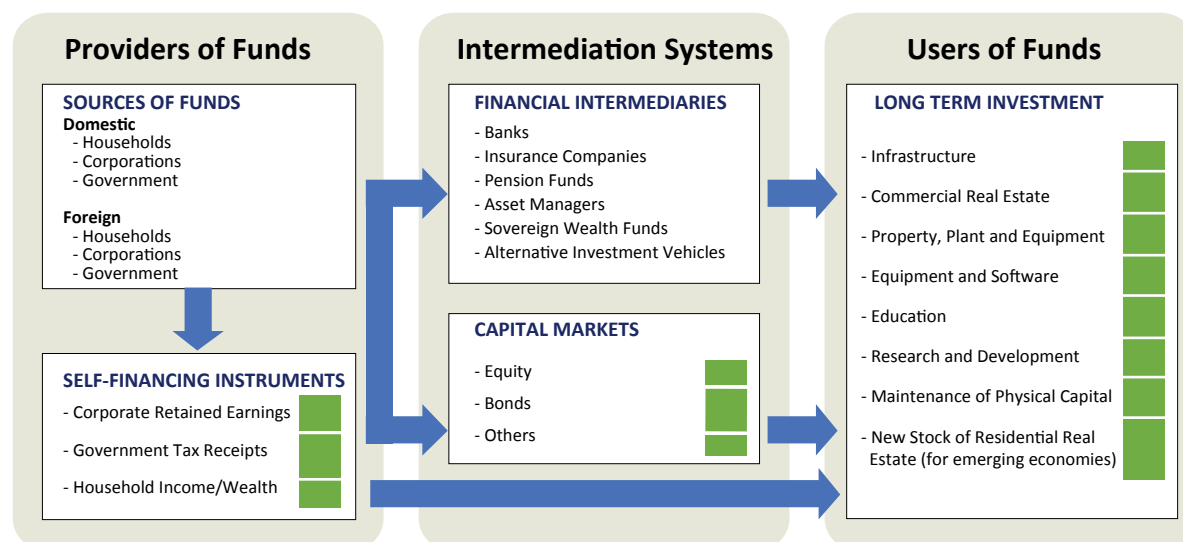 Providers of Funds
SOURCES OF FUNDS
Domestic
- Households
- Corporations
- Government
Foreign
- Households
- Corporations
- Government
SELF-FINANCING INSTRUMENTS
- Corporate Retained Earnings
- Government Tax Receipts
- Household Income/Wealth
Intermediation Systems
FINANCIAL INTERMEDIARIES
- Banks
- Insurance Companies
- Pension Funds
- Asset Managers
- Sovereign Wealth Funds
- Alternative Investment Vehicles
CAPITAL MARKETS
- Equity
- Bonds
- Others
Users of Funds
LONG TERM INVESTMENT
- Infrastructure
- Commercial Real Estate
- Property, Plant and Equipment
- Equipment and Software
- Education
- Research and Development
- Maintenance of Physical Capital
- New Stock of Residential Real
Estate (for emerging economies)